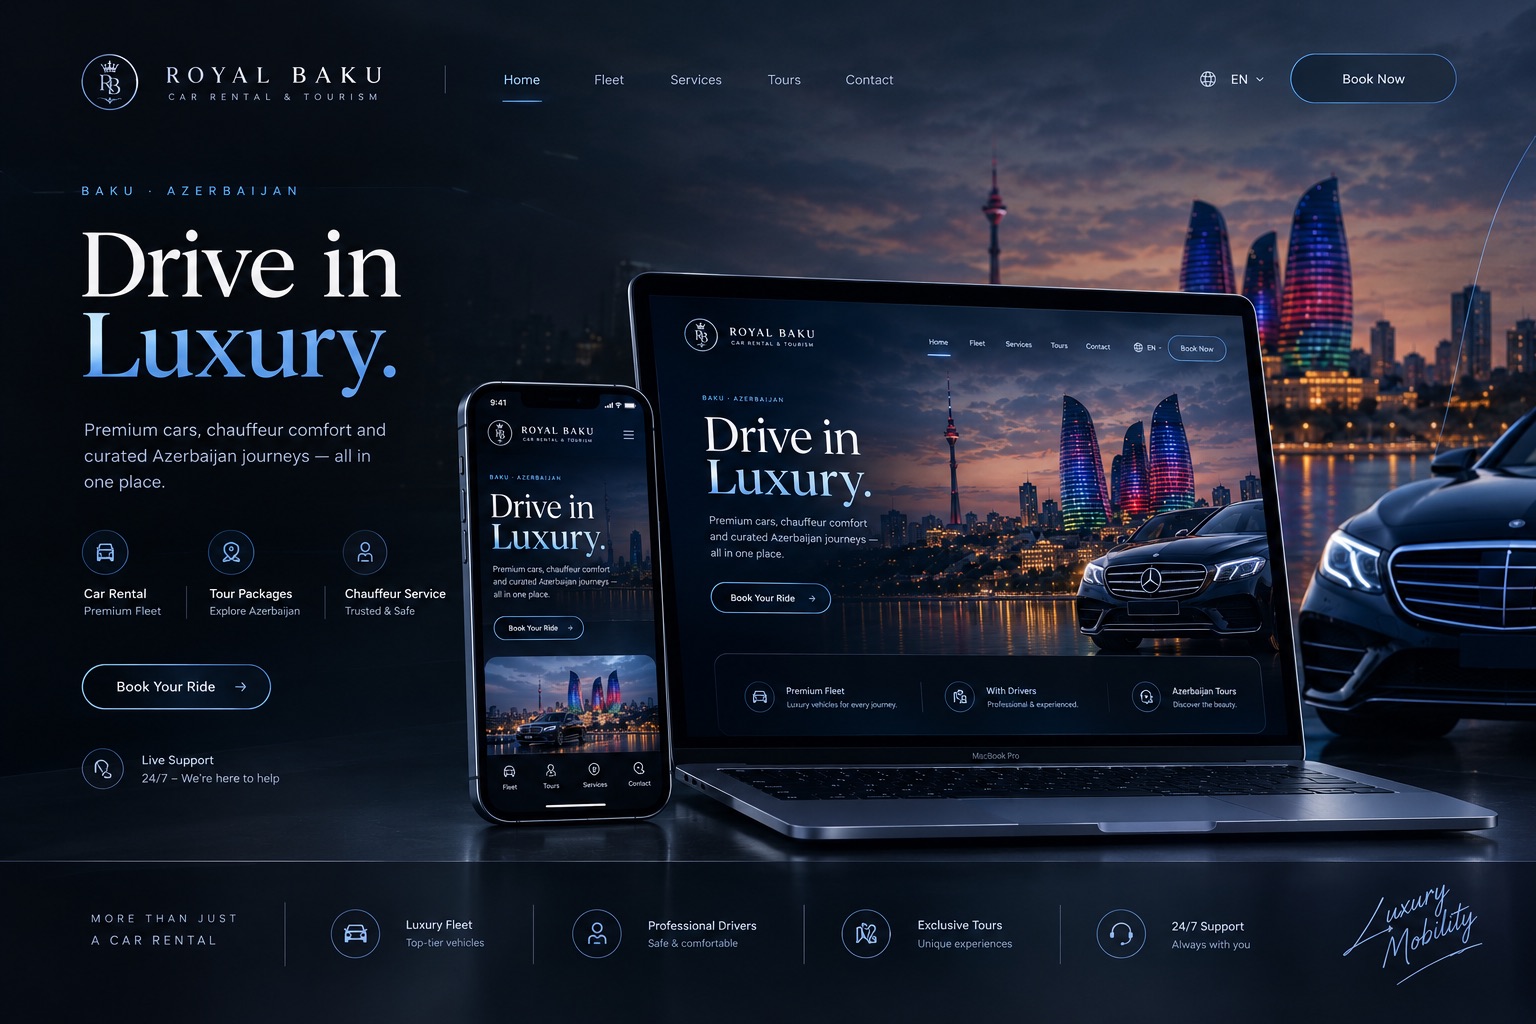 ROYAL BAKU
CAR RENTAL & TOURISM
Home
Fleet
Services
Tours
Contact
EN
Book Now
BAKU · AZERBAIJAN
Drive in
Luxury.
Premium cars, chauffeur comfort and
curated Azerbaijan journeys — all in
one place.
Car Rental
Premium Fleet
Tour Packages
Explore Azerbaijan
Chauffeur Service
Trusted & Safe
Book Your Ride
Live Support
24/7 – We're here to help
9:41
ROYAL BAKU
CAR RENTAL & TOURISM
BAKU · AZERBAIJAN
Drive in
Luxury.
Premium cars, chauffeur comfort
and curated Azerbaijan journeys —
all in one place.
Book Your Ride
Fleet
Tours
Services
Contact
ROYAL BAKU
CAR RENTAL & TOURISM
Home
Fleet
Services
Tours
Contact
EN
Book Now
BAKU · AZERBAIJAN
Drive in
Luxury.
Premium cars, chauffeur comfort
and curated Azerbaijan journeys —
all in one place.
Book Your Ride
Premium Fleet
Luxury vehicles for every journey.
With Drivers
Professional & experienced.
Azerbaijan Tours
Discover the beauty.
MacBook Pro
MORE THAN JUST
A CAR RENTAL
Luxury Fleet
Top-tier vehicles
Professional Drivers
Safe & comfortable
Exclusive Tours
Unique experiences
24/7 Support
Always with you
Luxury
Mobility